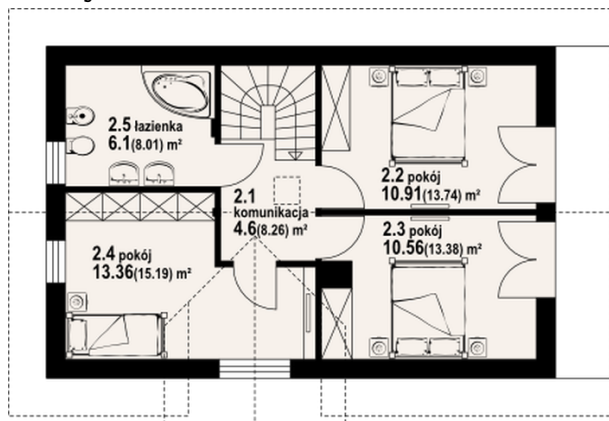 2.5 łazienka
6.1(8.01) m²
2.2 pokój
10.91(13.74) m²
2.1
komunikacja
4.6(8.26) m²
2.3 pokój
10.56(13.38) m²
2.4 pokój
13.36(15.19) m²